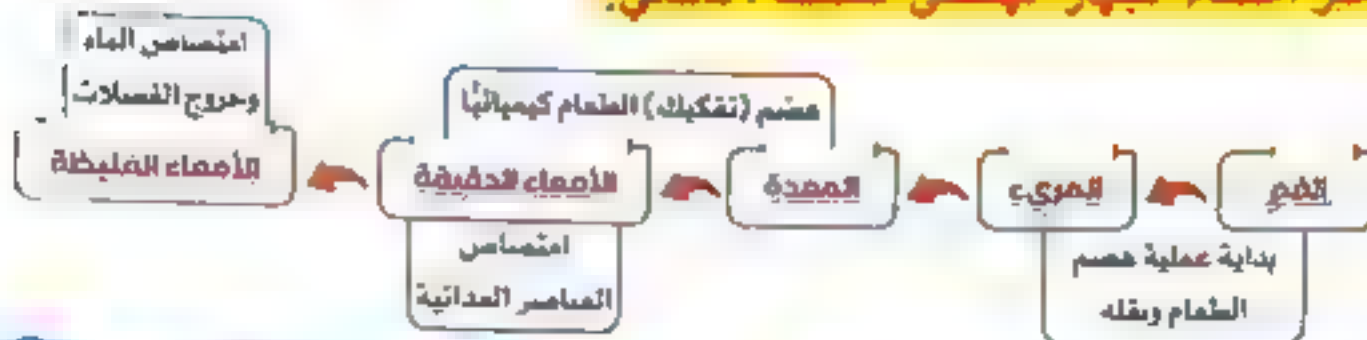 امتصاص الماء
وخروج الفضلات
هضم (تفكيك) الطعام كيميائيًا
الفم
المريء
المعدة
الأمعاء الدقيقة
الأمعاء الغليظة
بداية عملية هضم
الطعام ونقله
امتصاص
العناصر الغذائية